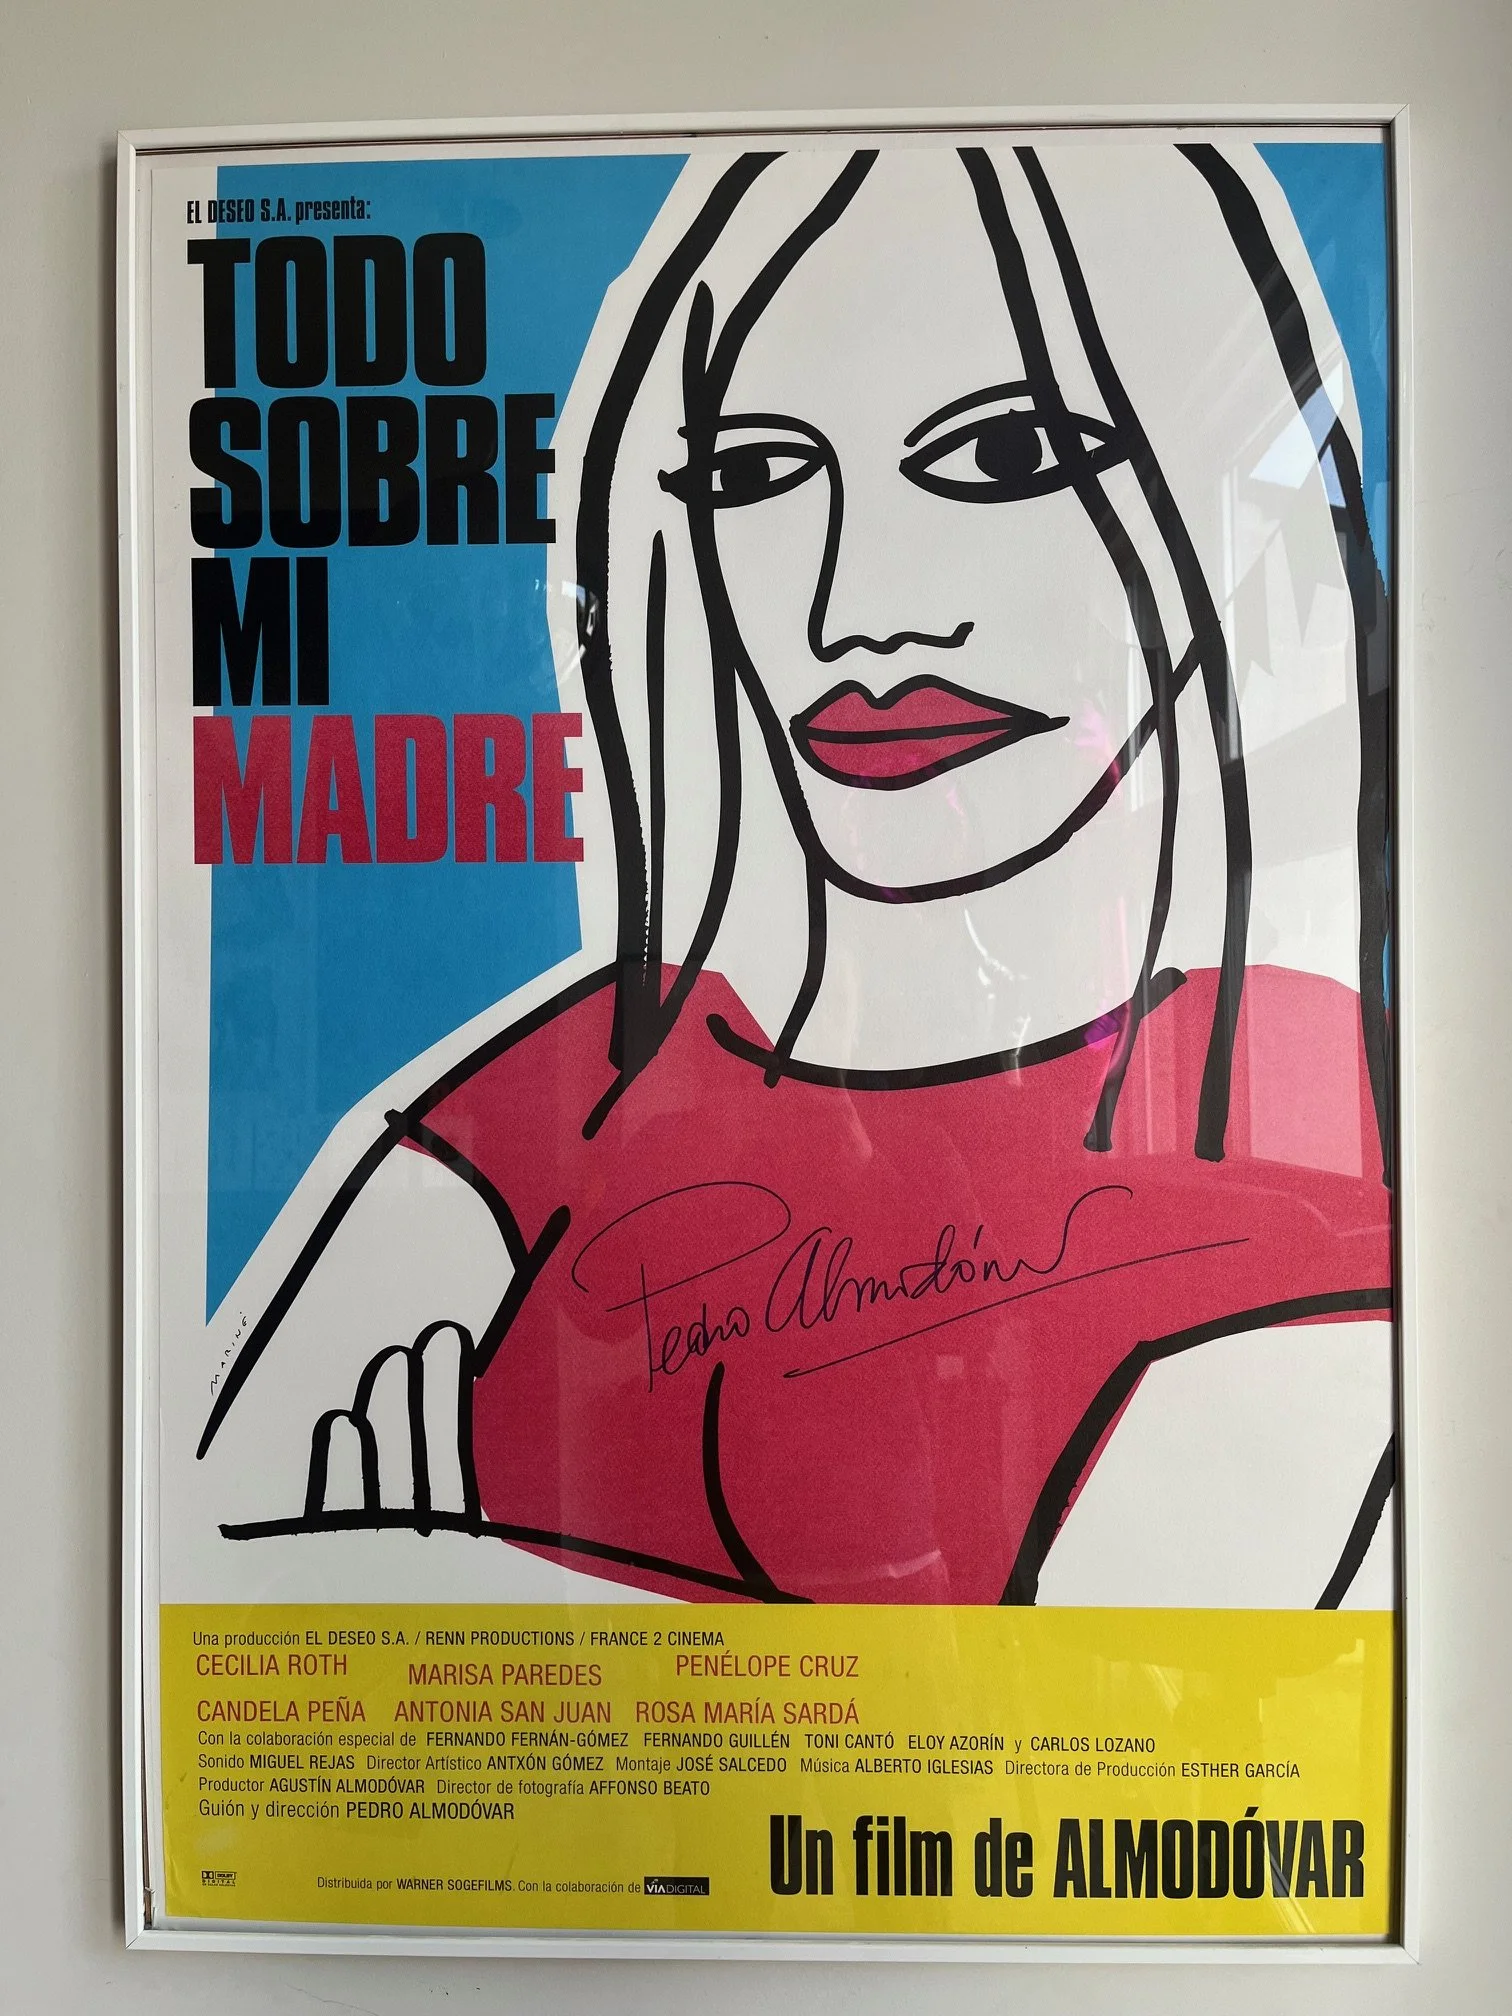 EL DESEO S.A. presenta:
TODO
SOBRE
MI
MADRE
MARINÉ.
Pedro Almodóvar
Una producción EL DESEO S.A. / RENN PRODUCTIONS / FRANCE 2 CINEMA
CECILIA ROTH MARISA PAREDES PENÉLOPE CRUZ
CANDELA PEÑA ANTONIA SAN JUAN ROSA MARÍA SARDÁ
Con la colaboración especial de FERNANDO FERNÁN-GÓMEZ FERNANDO GUILLÉN TONI CANTÓ ELOY AZORÍN y CARLOS LOZANO
Sonido MIGUEL REJAS Director Artístico ANTXÓN GÓMEZ Montaje JOSÉ SALCEDO Música ALBERTO IGLESIAS Directora de Producción ESTHER GARCÍA
Productor AGUSTÍN ALMODÓVAR Director de fotografía AFFONSO BEATO
Guión y dirección PEDRO ALMODÓVAR
Un film de ALMODÓVAR
DOLBY
DIGITAL
Distribuida por WARNER SOGEFILMS. Con la colaboración de VIADIGITAL